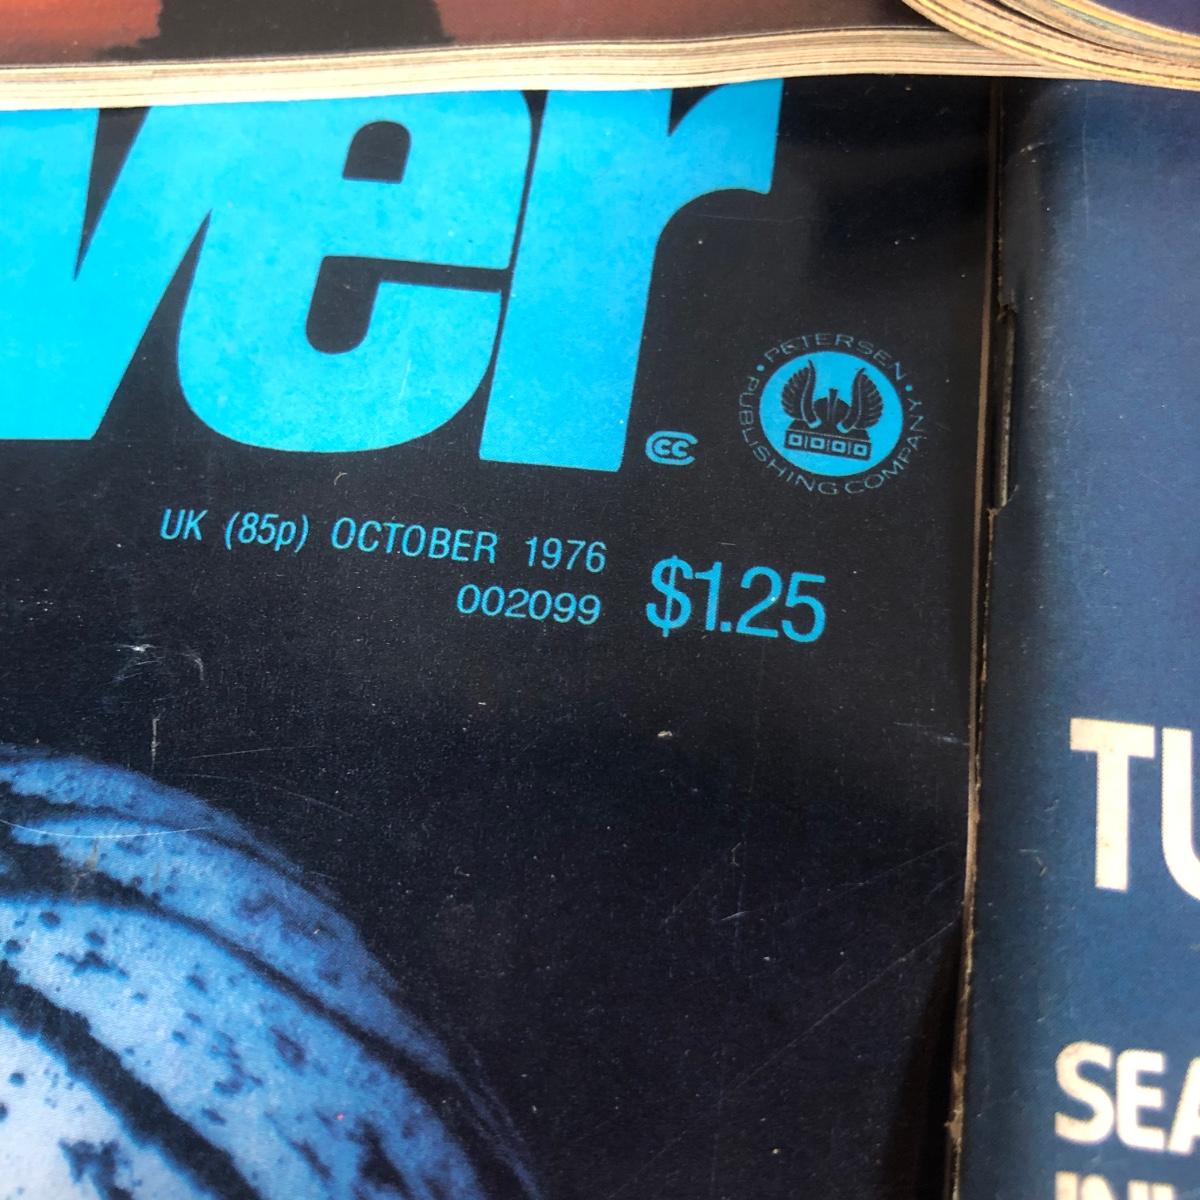 ver
cc
PETERSEN • PUBLISHING COMPANY •
UK (85p) OCTOBER 1976
002099
$1.25
TU
SEA